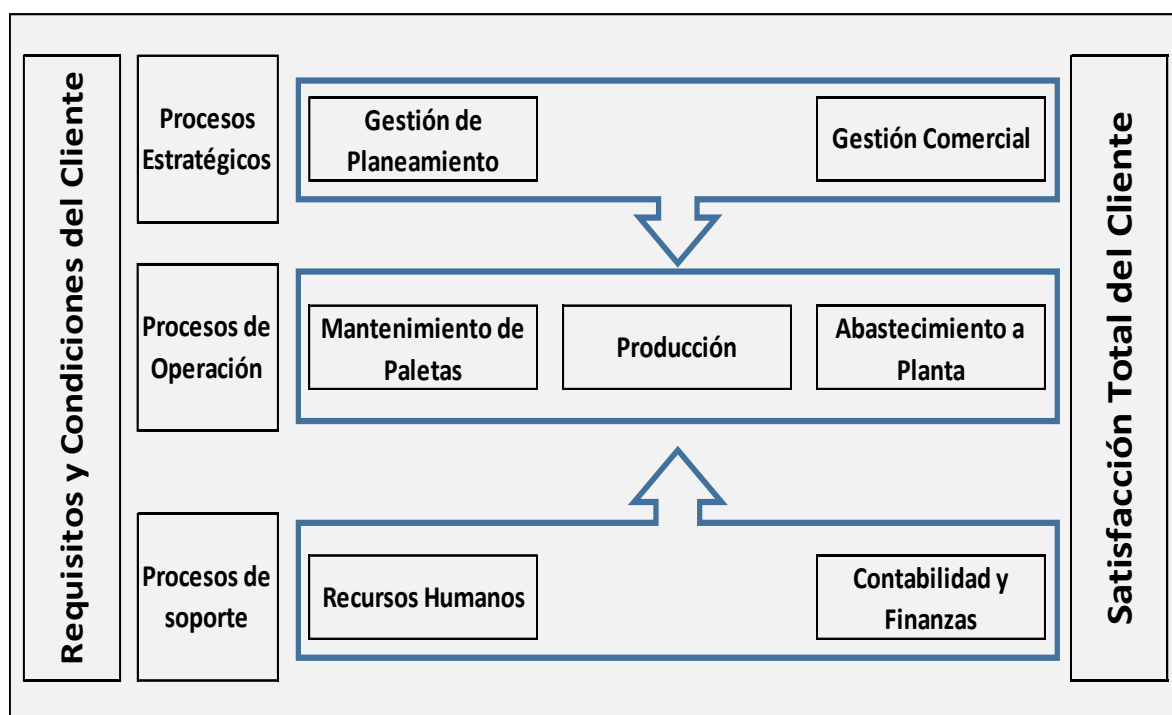 Requisitos y Condiciones del Cliente
Procesos
Estratégicos
Gestión de
Planeamiento
Gestión Comercial
Procesos de
Operación
Mantenimiento de
Paletas
Producción
Abastecimiento a
Planta
Procesos de
soporte
Recursos Humanos
Contabilidad y
Finanzas
Satisfacción Total del Cliente